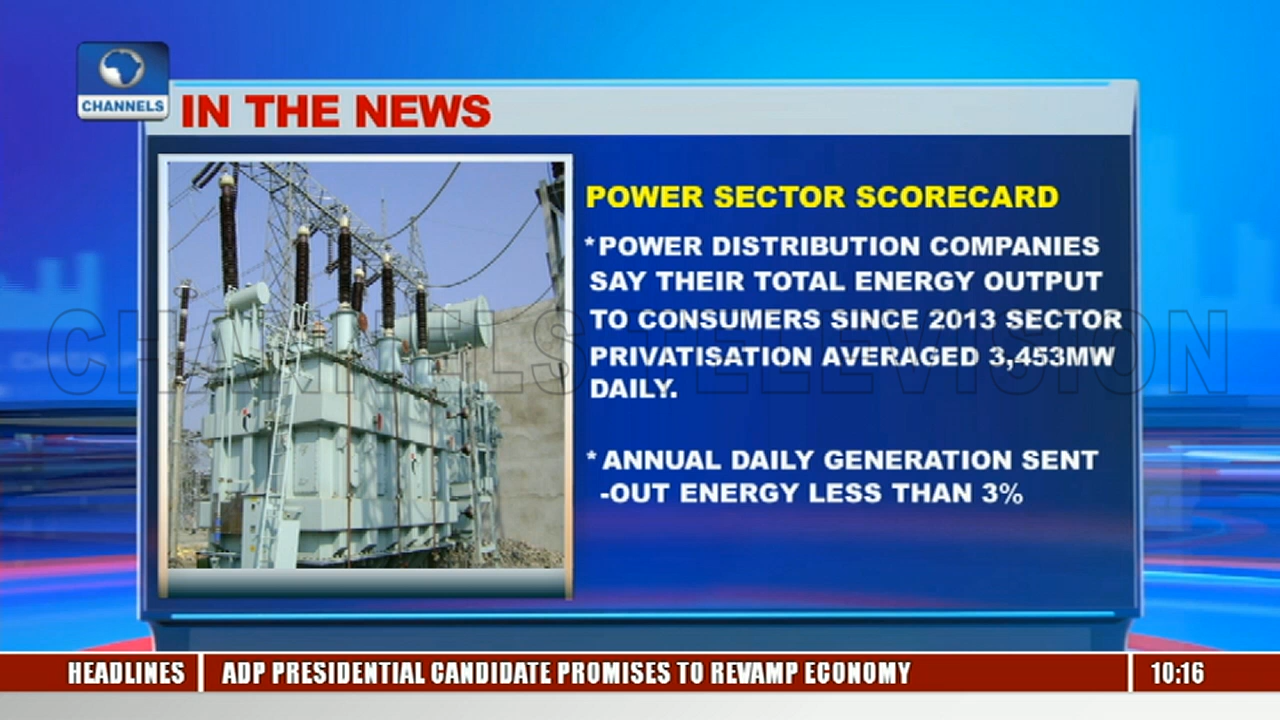 CHANNELS
IN THE NEWS
POWER SECTOR SCORECARD
*POWER DISTRIBUTION COMPANIES
SAY THEIR TOTAL ENERGY OUTPUT
TO CONSUMERS SINCE 2013 SECTOR
PRIVATISATION AVERAGED 3,453MW
DAILY.
*ANNUAL DAILY GENERATION SENT
-OUT ENERGY LESS THAN 3%
CHANNELS TELEVISION
HEADLINES
ADP PRESIDENTIAL CANDIDATE PROMISES TO REVAMP ECONOMY
10:16